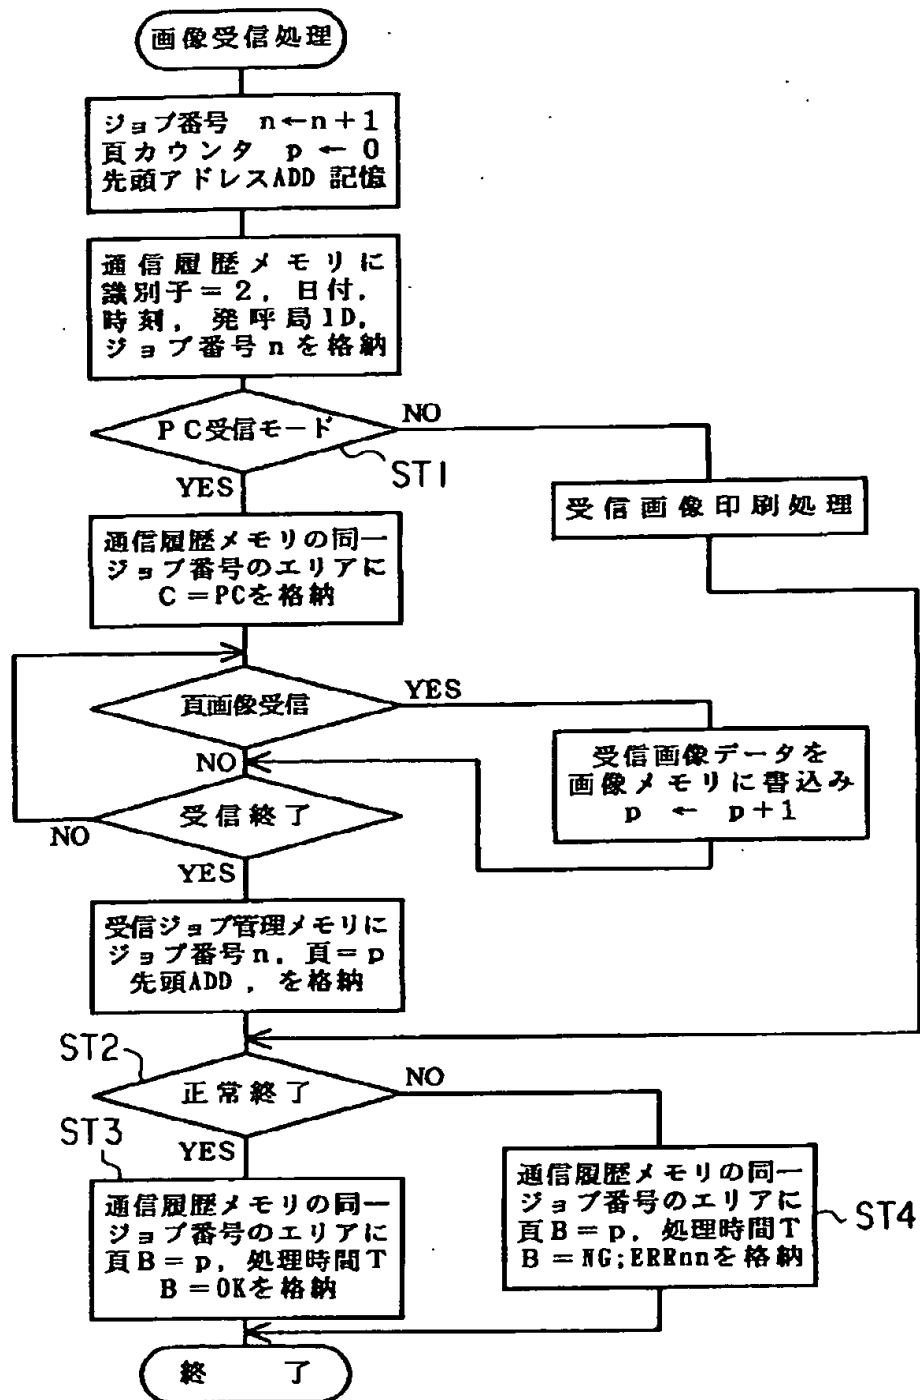 画像受信処理
ジョブ番号 n←n+1
頁カウンタ p ← 0
先頭アドレスADD 記憶
通信履歴メモリに
識別子=2, 日付,
時刻, 発呼局ID,
ジョブ番号nを格納
PC受信モード
NO
ST1
YES
受信画像印刷処理
通信履歴メモリの同一
ジョブ番号のエリアに
C=PCを格納
頁画像受信
YES
NO
受信画像データを
画像メモリに書込み
p ← p+1
受信終了
NO
YES
受信ジョブ管理メモリに
ジョブ番号n, 頁=p
先頭ADD , を格納
ST2
正常終了
NO
ST3
YES
通信履歴メモリの同一
ジョブ番号のエリアに
頁B=p, 処理時間T
B=OKを格納
通信履歴メモリの同一
ジョブ番号のエリアに
頁B=p, 処理時間T
B=NG;ERRnnを格納
ST4
終 了